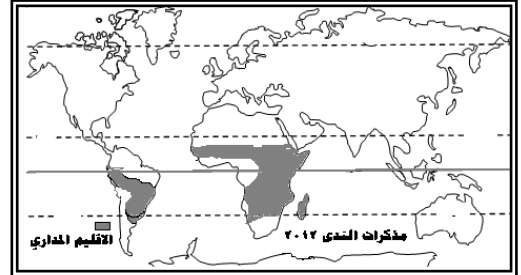 مذكرات الندى ٢٠١٢
الاقليم المداري